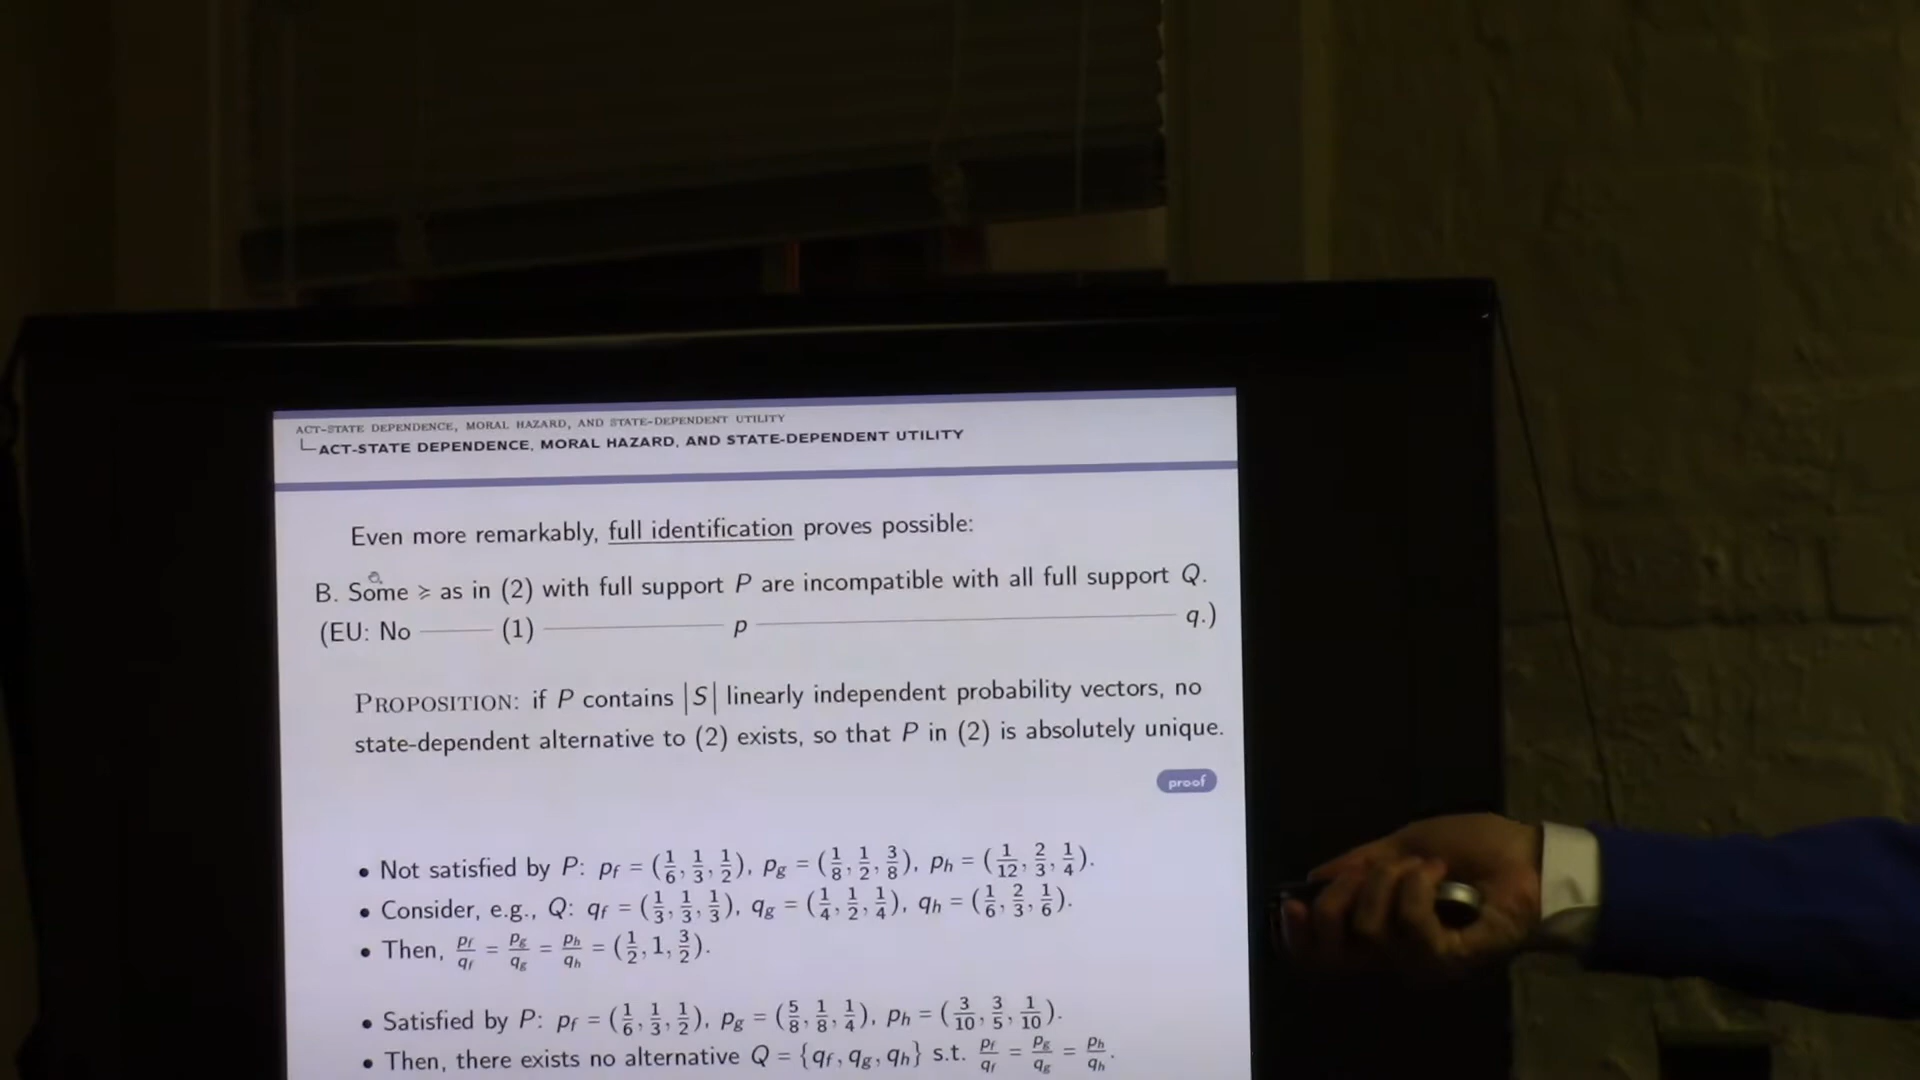 ACT-STATE DEPENDENCE, MORAL HAZARD, AND STATE-DEPENDENT UTILITY
ACT-STATE DEPENDENCE, MORAL HAZARD, AND STATE-DEPENDENT UTILITY
Even more remarkably, full identification proves possible:
B. Some ≽ as in (2) with full support P are incompatible with all full support Q.
(EU: No ——— (1) ——— p ——— q.)
PROPOSITION: if P contains |S| linearly independent probability vectors, no
state-dependent alternative to (2) exists, so that P in (2) is absolutely unique.
proof
• Not satisfied by P: p_f = (1/6, 1/3, 1/2), p_g = (1/8, 1/2, 3/8), p_h = (1/12, 2/3, 1/4).
• Consider, e.g., Q: q_f = (1/3, 1/3, 1/3), q_g = (1/4, 1/2, 1/4), q_h = (1/6, 2/3, 1/6).
• Then, p_f/q_f = p_g/q_g = p_h/q_h = (1/2, 1, 3/2).
• Satisfied by P: p_f = (1/6, 1/3, 1/2), p_g = (5/8, 1/8, 1/4), p_h = (3/10, 3/5, 1/10).
• Then, there exists no alternative Q = {q_f, q_g, q_h} s.t. p_f/q_f = p_g/q_g = p_h/q_h.